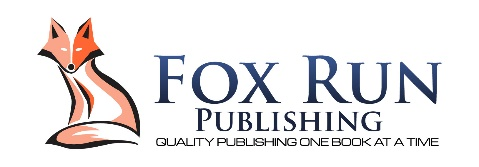 FOX RUN
PUBLISHING
QUALITY PUBLISHING ONE BOOK AT A TIME